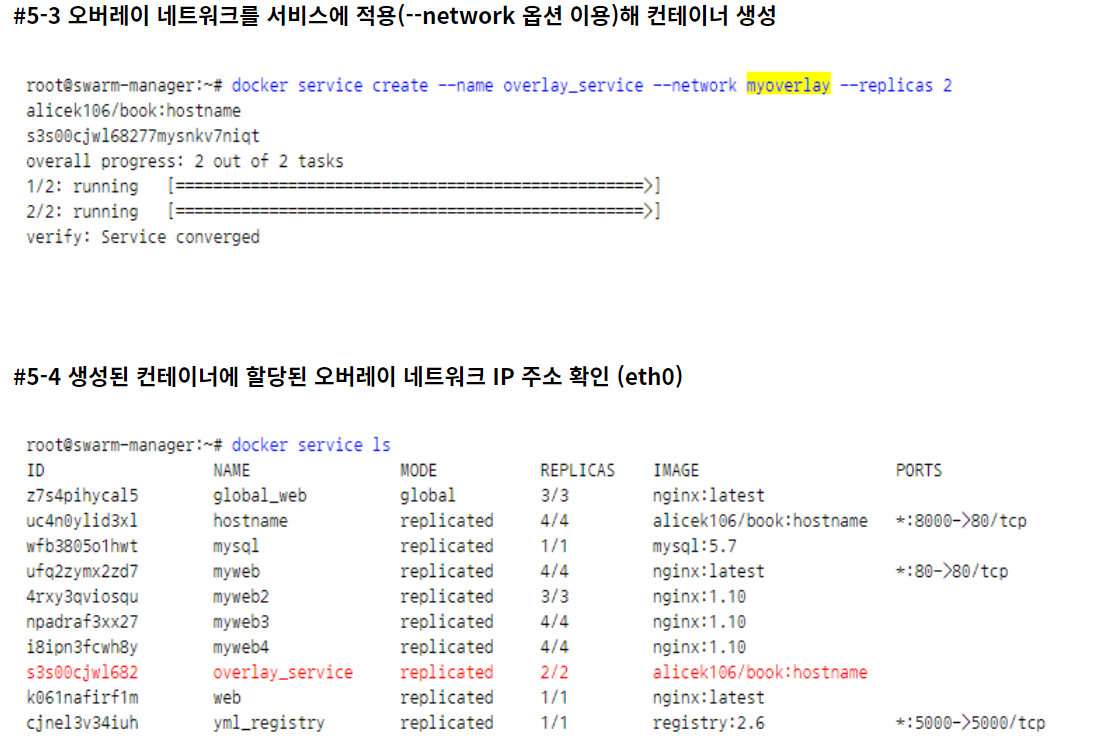 #5-3 오버레이 네트워크를 서비스에 적용(--network 옵션 이용)해 컨테이너 생성
root@swarm-manager:~# docker service create --name overlay_service --network myoverlay --replicas 2
alicek106/book:hostname
s3s00cjwl68277mysnkv7niqt
overall progress: 2 out of 2 tasks
1/2: running [==================================================>]
2/2: running [==================================================>]
verify: Service converged
#5-4 생성된 컨테이너에 할당된 오버레이 네트워크 IP 주소 확인 (eth0)
root@swarm-manager:~# docker service ls
ID NAME MODE REPLICAS IMAGE PORTS
z7s4pihycal5 global_web global 3/3 nginx:latest
uc4n0ylid3xl hostname replicated 4/4 alicek106/book:hostname *:8000->80/tcp
wfb3805o1hwt mysql replicated 1/1 mysql:5.7
ufq2zymx2zd7 myweb replicated 4/4 nginx:latest *:80->80/tcp
4rxy3qviosqu myweb2 replicated 3/3 nginx:1.10
npadraf3xx27 myweb3 replicated 4/4 nginx:1.10
i8ipn3fcwh8y myweb4 replicated 4/4 nginx:1.10
s3s00cjwl682 overlay_service replicated 2/2 alicek106/book:hostname
k061nafirf1m web replicated 1/1 nginx:latest
cjnel3v34iuh yml_registry replicated 1/1 registry:2.6 *:5000->5000/tcp